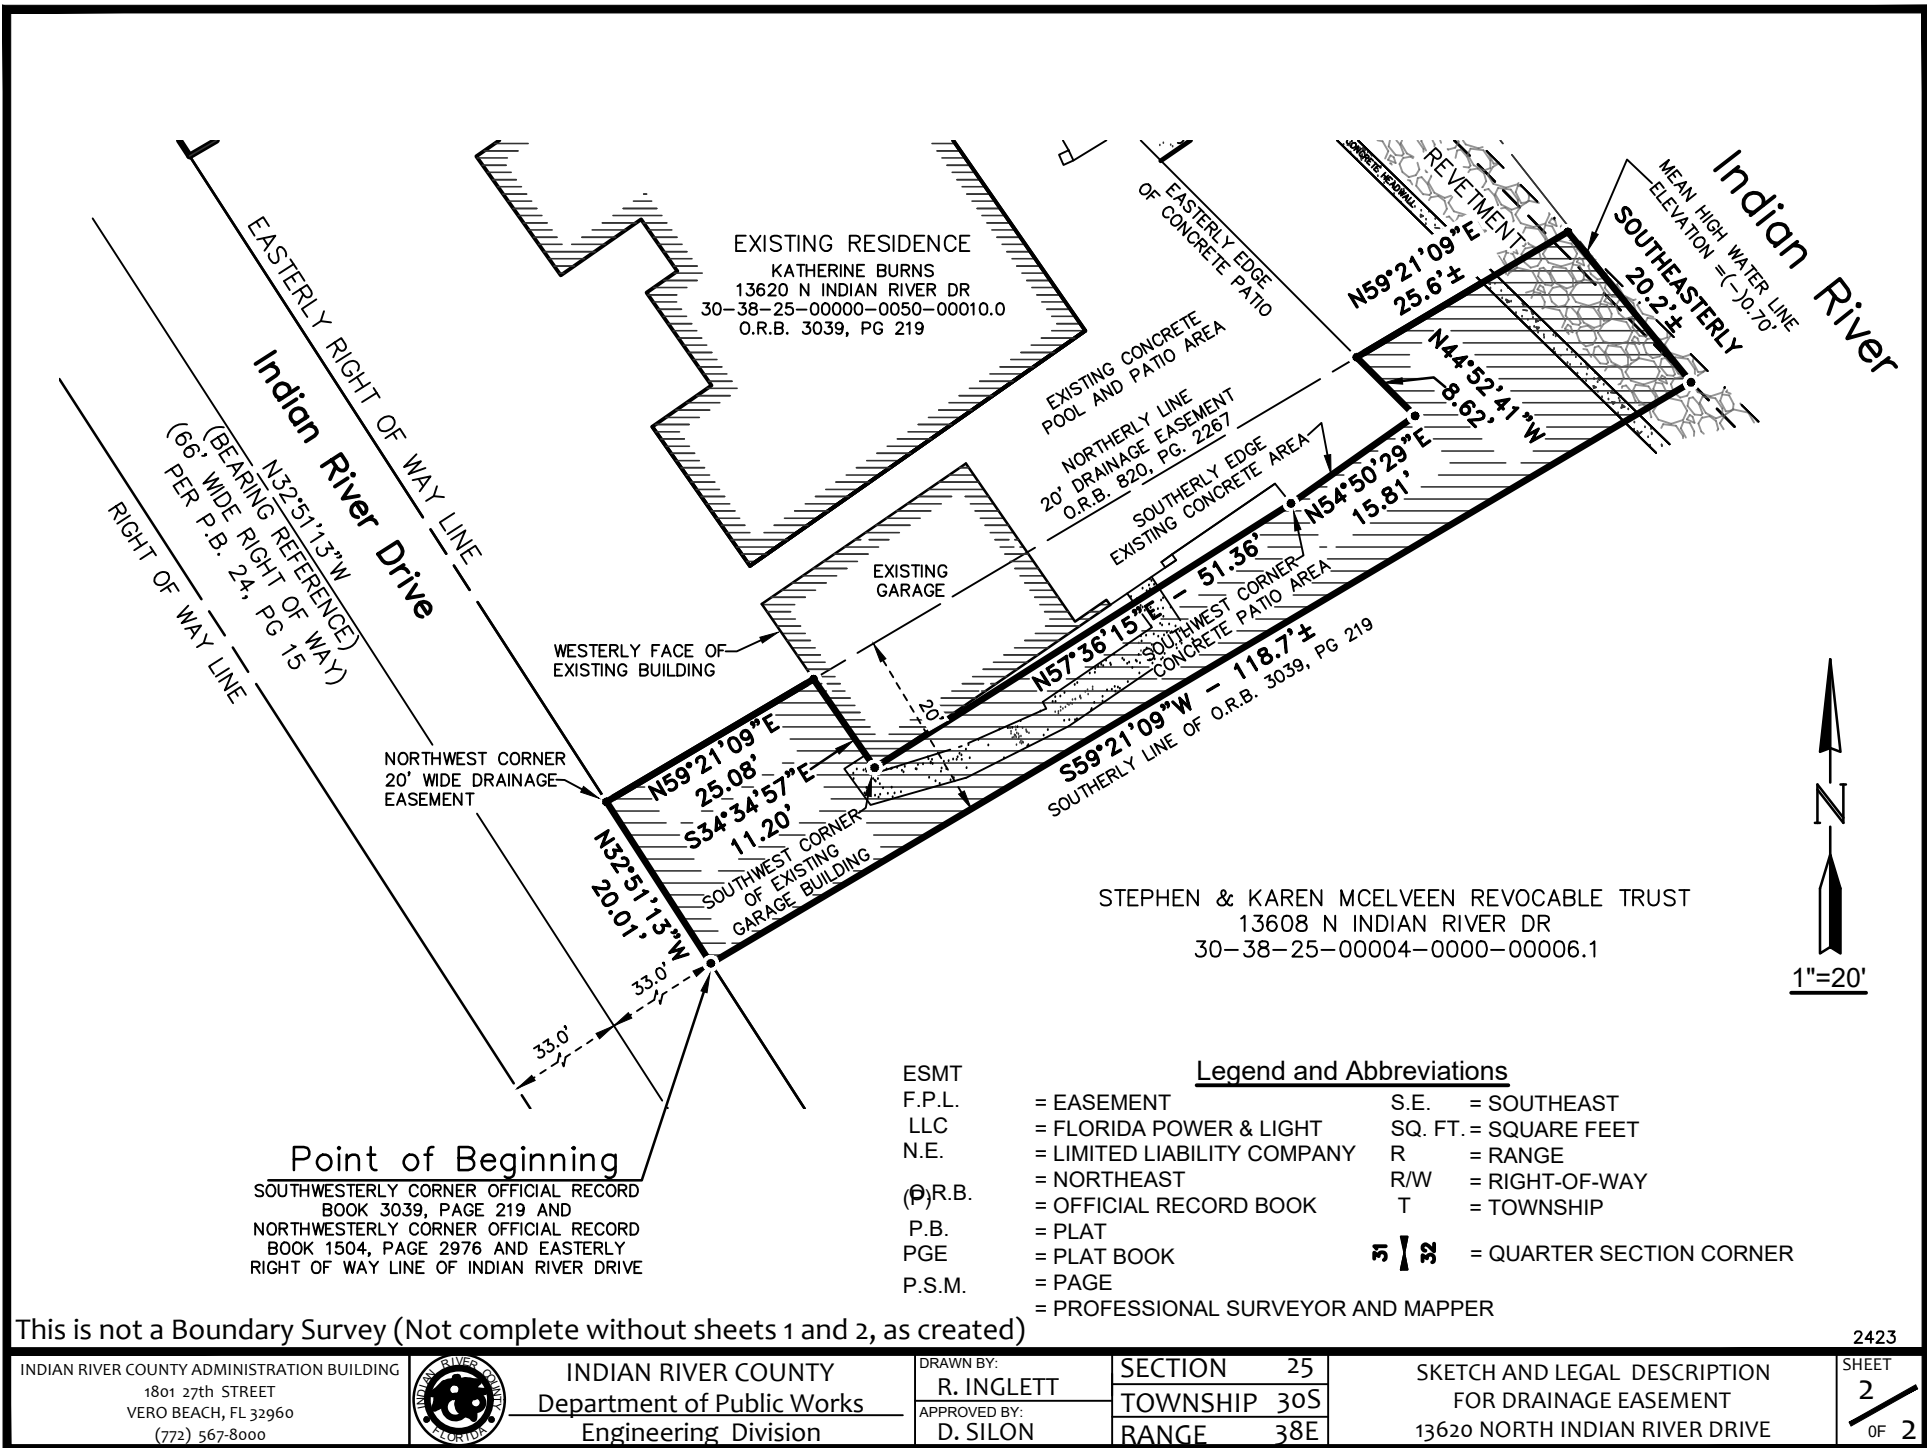 EXISTING RESIDENCE
KATHERINE BURNS
13620 N INDIAN RIVER DR
30-38-25-00000-0050-00010.0
O.R.B. 3039, PG 219
EASTERLY RIGHT OF WAY LINE
Indian River Drive
N32°51'13"W
(BEARING REFERENCE)
(66' WIDE RIGHT OF WAY)
PER P.B. 24, PG 15
RIGHT OF WAY LINE
EASTERLY EDGE
OF CONCRETE PATIO
CONCRETE HEADWALL
REVETMENT
MEAN HIGH WATER LINE
ELEVATION =(-)0.70'
Indian River
SOUTHEASTERLY
20.2'±
N59°21'09"E
25.6'±
N44°52'41"W
8.62'
EXISTING CONCRETE
POOL AND PATIO AREA
NORTHERLY LINE
20' DRAINAGE EASEMENT
O.R.B. 820, PG. 2267
SOUTHERLY EDGE
EXISTING CONCRETE AREA
N54°50'29"E
15.81'
EXISTING
GARAGE
WESTERLY FACE OF
EXISTING BUILDING
N57°36'15"E - 51.36'
SOUTHWEST CORNER
CONCRETE PATIO AREA
20'
S59°21'09"W - 118.7'±
SOUTHERLY LINE OF O.R.B. 3039, PG 219
NORTHWEST CORNER
20' WIDE DRAINAGE
EASEMENT
N59°21'09"E
25.08'
S34°34'57"E
11.20'
SOUTHWEST CORNER
OF EXISTING
GARAGE BUILDING
N32°51'13"W
20.01'
33.0'
33.0'
STEPHEN & KAREN MCELVEEN REVOCABLE TRUST
13608 N INDIAN RIVER DR
30-38-25-00004-0000-00006.1
N
1"=20'
Point of Beginning
SOUTHWESTERLY CORNER OFFICIAL RECORD
BOOK 3039, PAGE 219 AND
NORTHWESTERLY CORNER OFFICIAL RECORD
BOOK 1504, PAGE 2976 AND EASTERLY
RIGHT OF WAY LINE OF INDIAN RIVER DRIVE
Legend and Abbreviations
ESMT
F.P.L.
LLC
N.E.
O.R.B.
(P)
P.B.
PGE
P.S.M.
= EASEMENT
= FLORIDA POWER & LIGHT
= LIMITED LIABILITY COMPANY
= NORTHEAST
= OFFICIAL RECORD BOOK
= PLAT
= PLAT BOOK
= PAGE
= PROFESSIONAL SURVEYOR AND MAPPER
S.E. = SOUTHEAST
SQ. FT. = SQUARE FEET
R = RANGE
R/W = RIGHT-OF-WAY
T = TOWNSHIP
31 32 = QUARTER SECTION CORNER
This is not a Boundary Survey (Not complete without sheets 1 and 2, as created)
2423
INDIAN RIVER COUNTY ADMINISTRATION BUILDING
1801 27th STREET
VERO BEACH, FL 32960
(772) 567-8000
INDIAN RIVER COUNTY
FLORIDA
INDIAN RIVER COUNTY
Department of Public Works
Engineering Division
DRAWN BY:
R. INGLETT
APPROVED BY:
D. SILON
SECTION 25
TOWNSHIP 30S
RANGE 38E
SKETCH AND LEGAL DESCRIPTION
FOR DRAINAGE EASEMENT
13620 NORTH INDIAN RIVER DRIVE
SHEET
2
OF 2